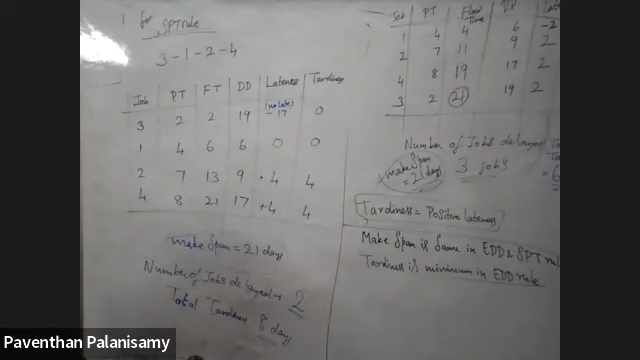 1 for SPT rule
3-1-2-4
Job PT FT DD Lateness Tardiness
3 2 2 19 (no late) -17 0
1 4 6 6 0 0
2 7 13 9 +4 4
4 8 21 17 +4 4
Make Span = 21 days
Number of Jobs delayed = 2
Total Tardiness 8 days
Job PT Flow Time
1 4 4 6 -2
2 7 11 9 2
4 8 19 17 2
3 2 21 19 2
Number of Jobs delayed
3 jobs
make Span = 21 days
Tardiness = Positive lateness
Make Span is Same in EDD & SPT rul
Tardiness is minimum in EDD rule
Paventhan Palanisamy